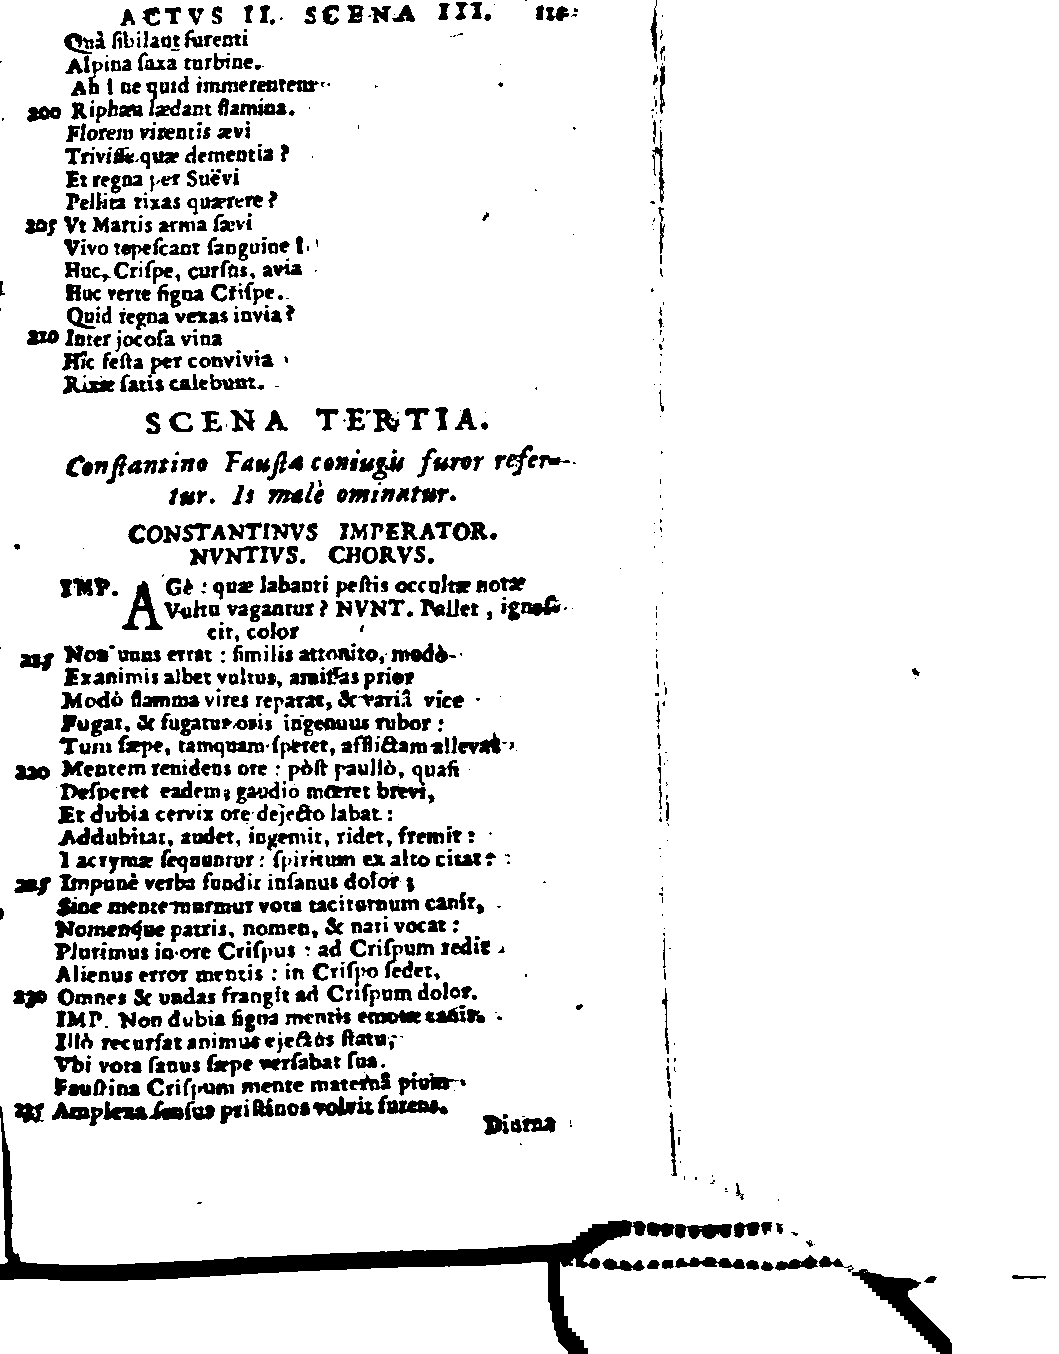 ACTVS II. SCENA III.
Quà ſibilant furenti
Alpina ſaxa turbine.
Ah! ne quid immerentem
200 Riphæa lædant flamina.
Florem virentis ævi
Triviſſe quæ dementia?
Et regna per Suëvi
Pellita rixas quærere?
205 Vt Martis arma ſævi
Vivo tepeſcant ſanguine!
Huc, Criſpe, curſus, avia
Huc verte ſigna Criſpe.
Quid regna vexas invia?
210 Inter jocoſa vina
Hîc feſta per convivia
Rixæ ſatis calebunt.
SCENA TERTIA.
Conſtantino Fauſtæ coniugis furor refer-
tur. Is malè ominatur.
CONSTANTINVS IMPERATOR.
NVNTIVS. CHORVS.
IMP. AGè: quæ labanti peſtis occultæ notæ
Vultu vagantur? NVNT. Pallet, ignoſ-
cit, color
215 Non unus errat: ſimilis attonito, modò
Exanimis albet vultus, amiſſas prior
Modò flamma vires reparat, & variâ vice
Fugat, & fugatur oris ingenuus rubor:
Tum ſæpe, tamquam ſperet, afflictam allevat
220 Mentem renidens ore: pòſt paullò, quaſi
Deſperet eadem; gaudio mœret brevi,
Et dubia cervix ore dejecto labat:
Addubitat, audet, ingemit, ridet, fremit:
Lacrymæ ſequuntur: ſpiritum ex alto citat:
225 Impunè verba fundit inſanus dolor;
Sine mente murmur vota taciturnum canit,
Nomenque patris, nomen, & nati vocat:
Plurimus in ore Criſpus: ad Criſpum redit
Alienus error mentis: in Criſpo ſedet,
230 Omnes & undas frangit ad Criſpum dolor.
IMP. Non dubia ſigna mentis emotæ canis.
Illò recurſat animus ejectos ſtatu,
Vbi vota ſanus ſæpe verſabat ſua.
Fauſtina Criſpum mente maternâ pium
235 Amplexa ſenſus priſtinos volvit furens.
Diurna